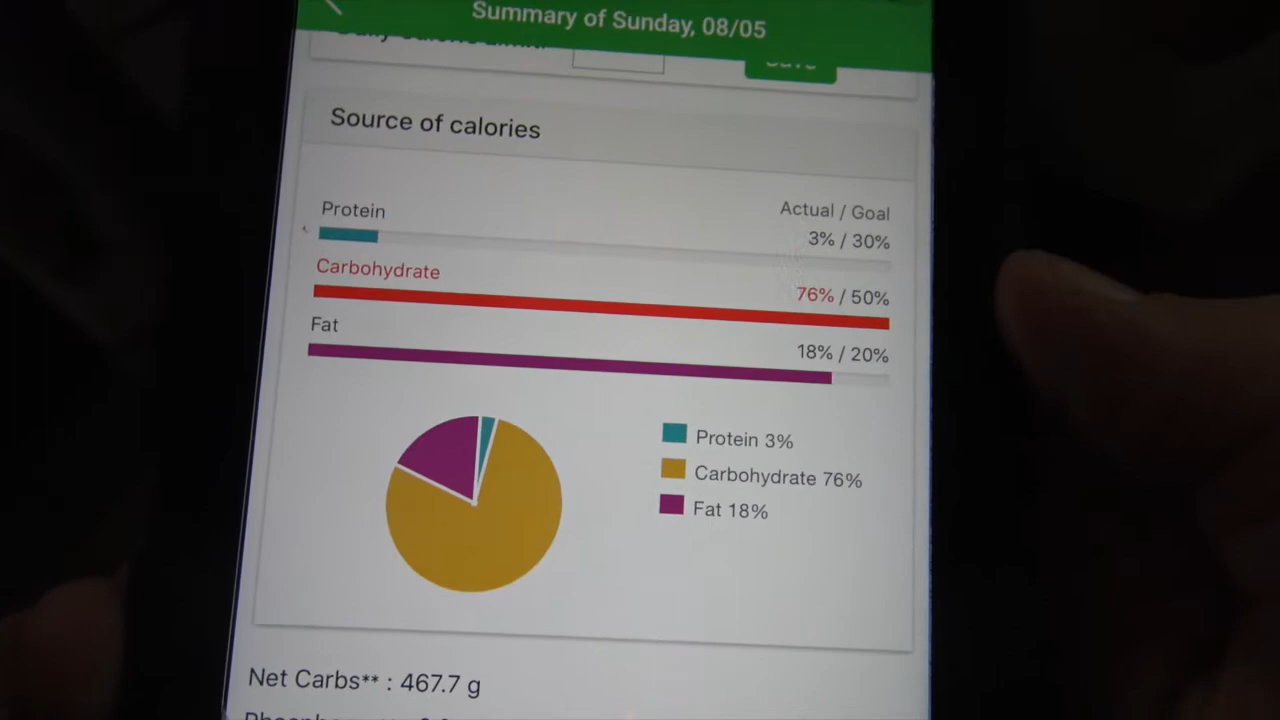 Summary of Sunday, 08/05
Save
Source of calories
Actual / Goal
Protein
3% / 30%
Carbohydrate
76% / 50%
Fat
18% / 20%
Protein 3%
Carbohydrate 76%
Fat 18%
Net Carbs** : 467.7 g